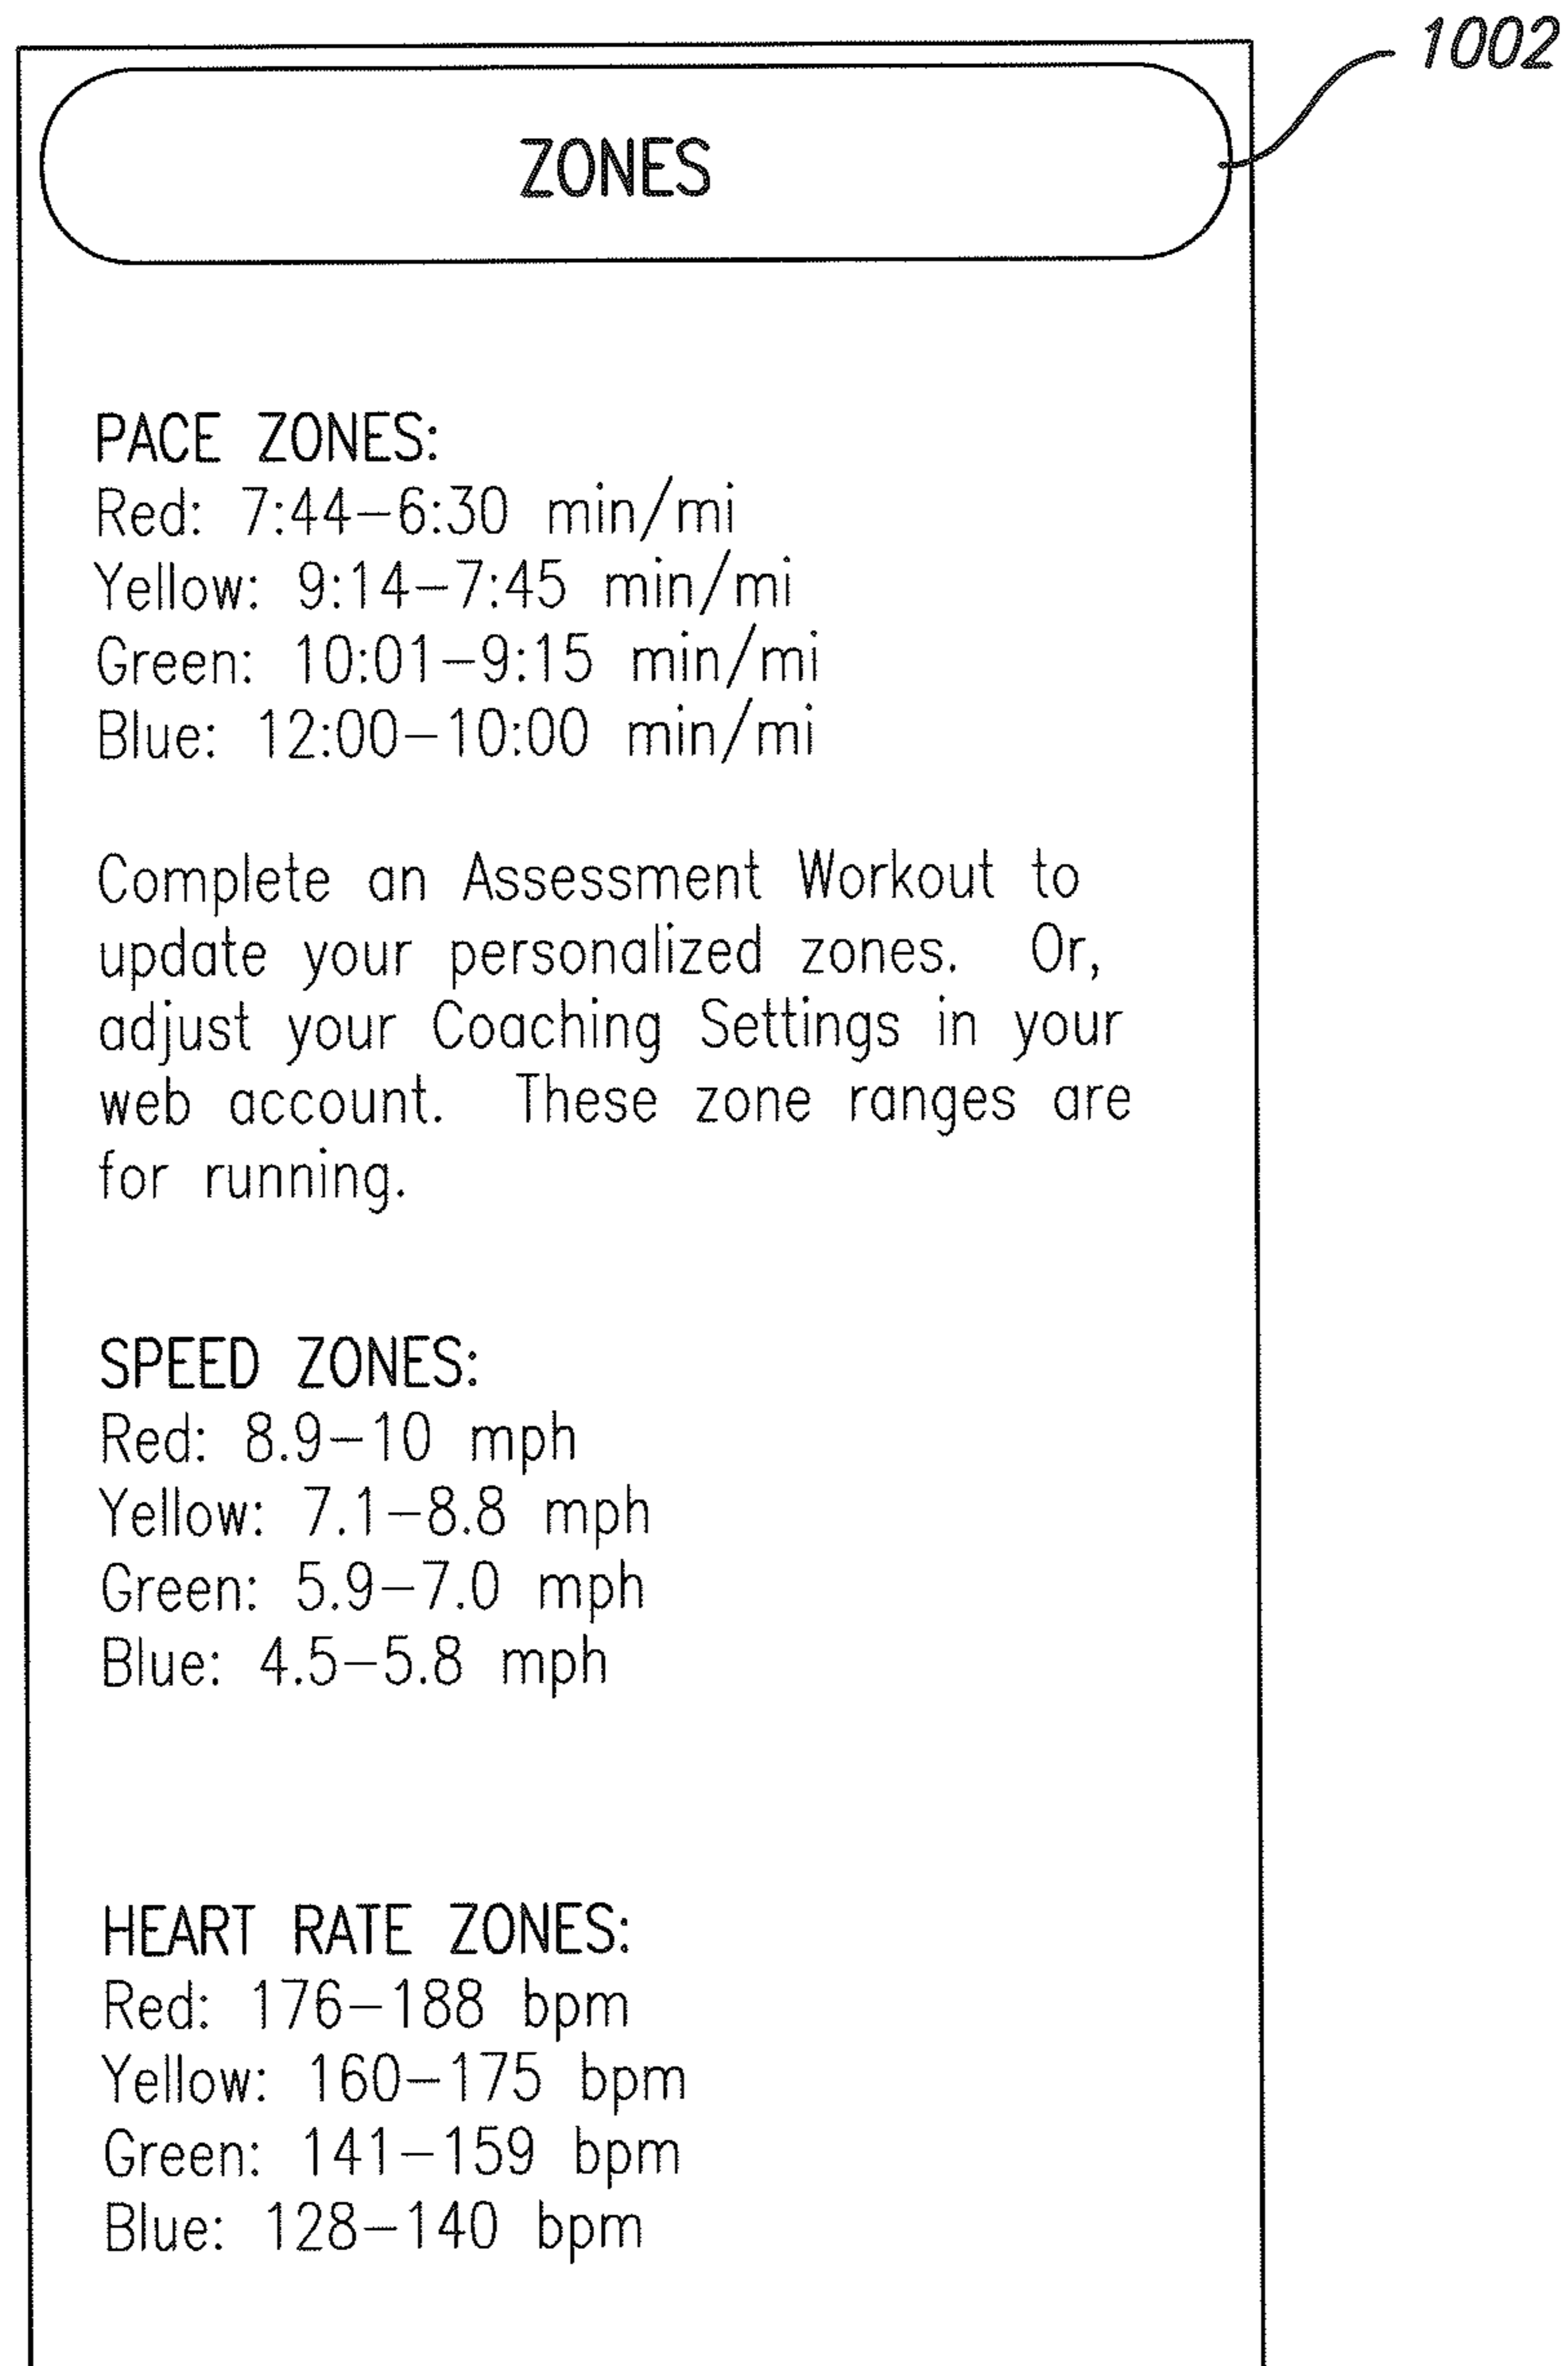 1002
ZONES
PACE ZONES:
Red: 7:44–6:30 min/mi
Yellow: 9:14–7:45 min/mi
Green: 10:01–9:15 min/mi
Blue: 12:00–10:00 min/mi
Complete an Assessment Workout to
update your personalized zones. Or,
adjust your Coaching Settings in your
web account. These zone ranges are
for running.
SPEED ZONES:
Red: 8.9–10 mph
Yellow: 7.1–8.8 mph
Green: 5.9–7.0 mph
Blue: 4.5–5.8 mph
HEART RATE ZONES:
Red: 176–188 bpm
Yellow: 160–175 bpm
Green: 141–159 bpm
Blue: 128–140 bpm